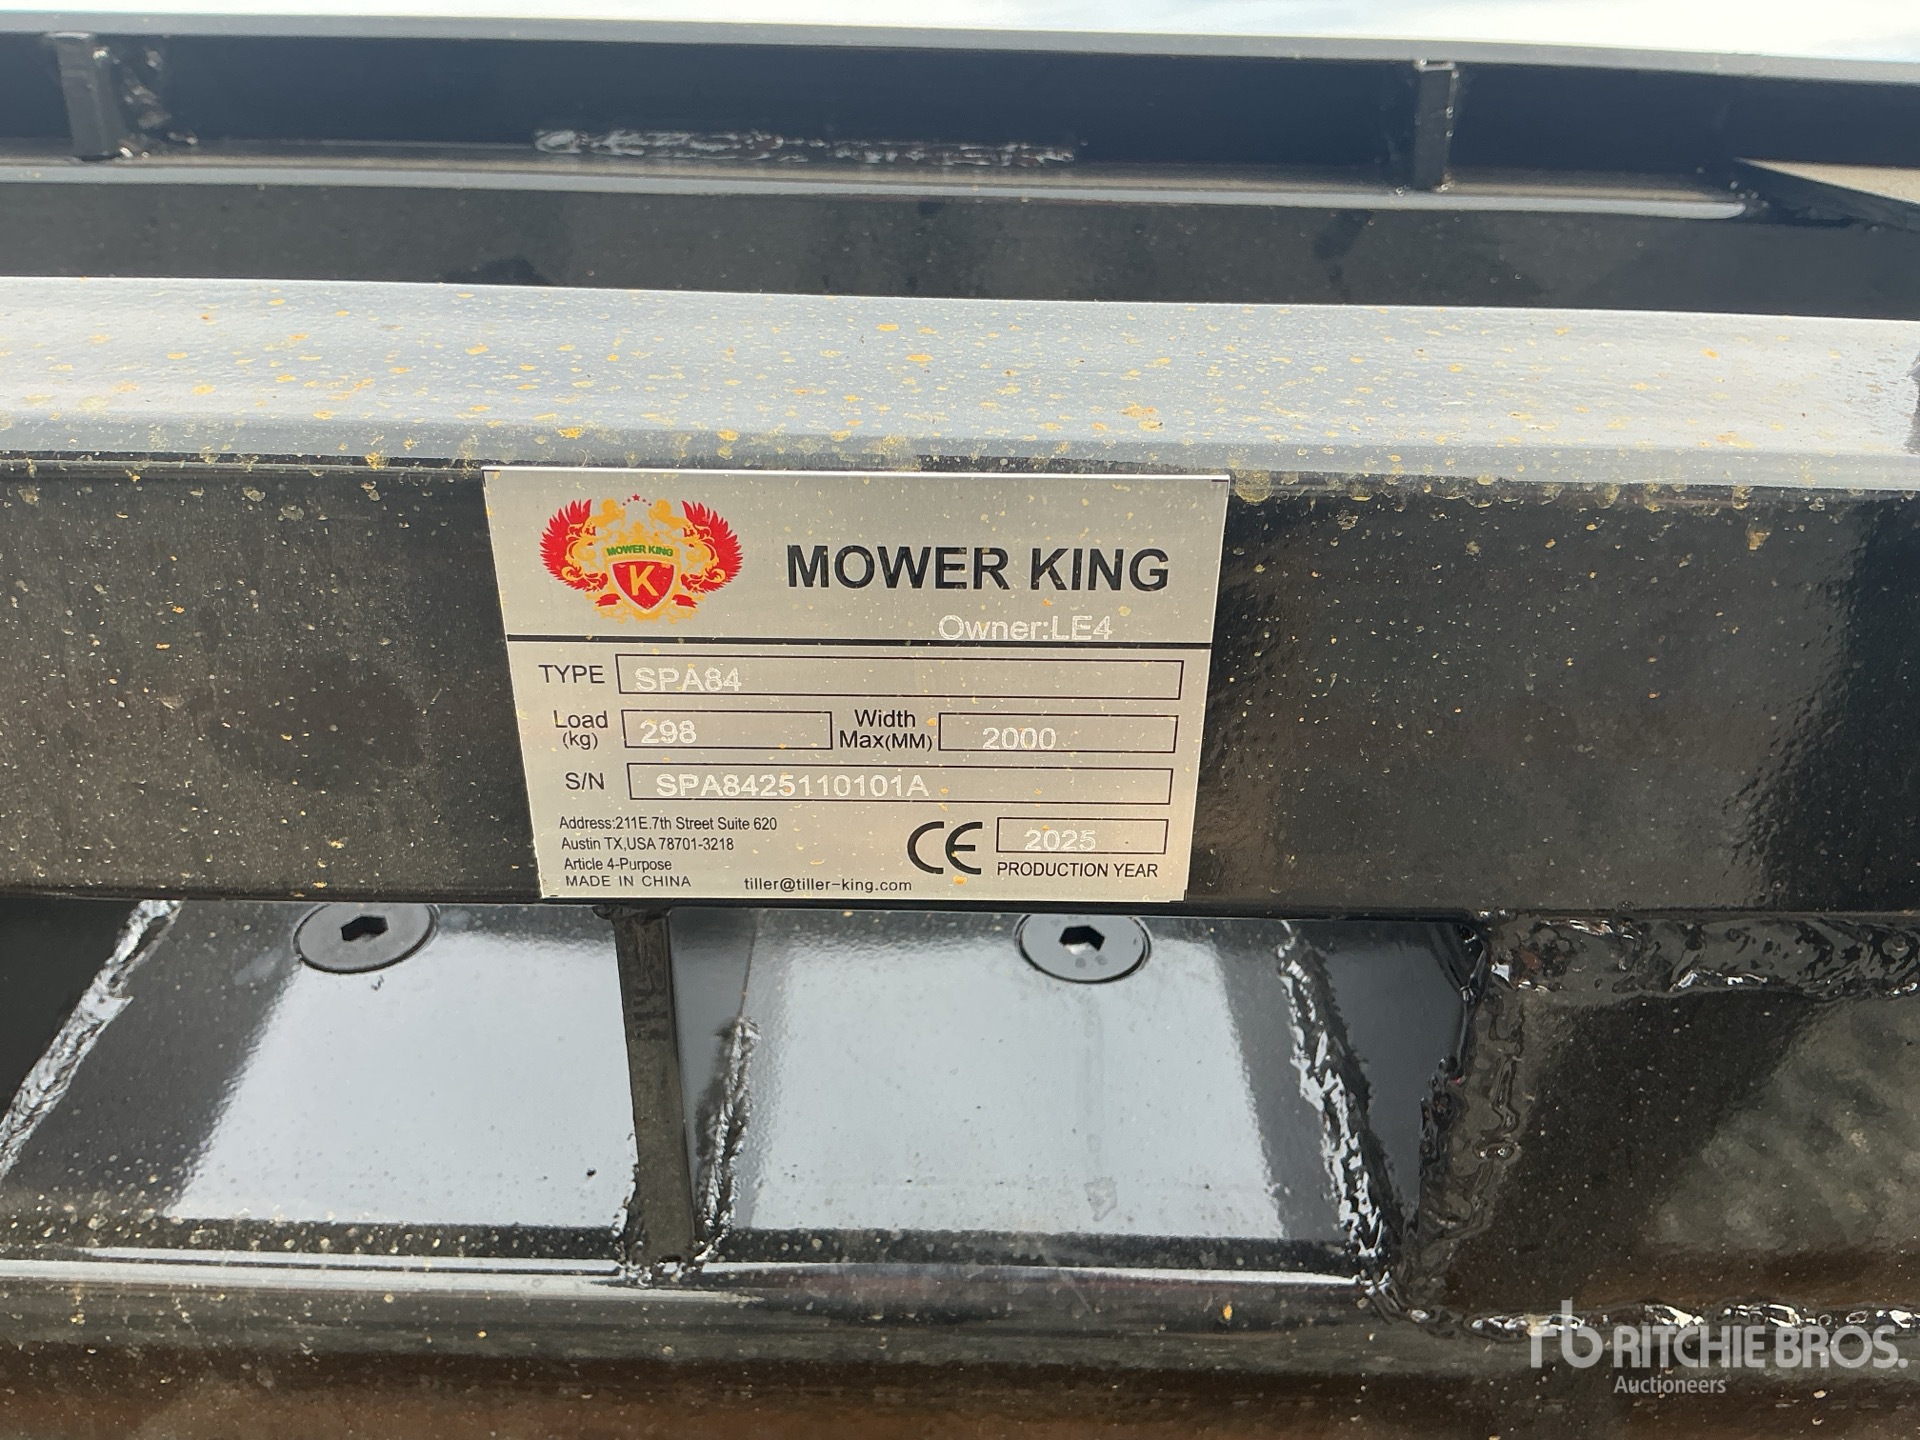 MOWER KING
K
MOWER KING
Owner:LE4
TYPE SPA84
Load (kg) 298 Width Max(MM) 2000
S/N SPA8425110101A
Address:211E.7th Street Suite 620
Austin TX,USA 78701-3218
Article 4-Purpose
MADE IN CHINA
tiller@tiller-king.com
CE
2025
PRODUCTION YEAR
rb RITCHIE BROS.
Auctioneers